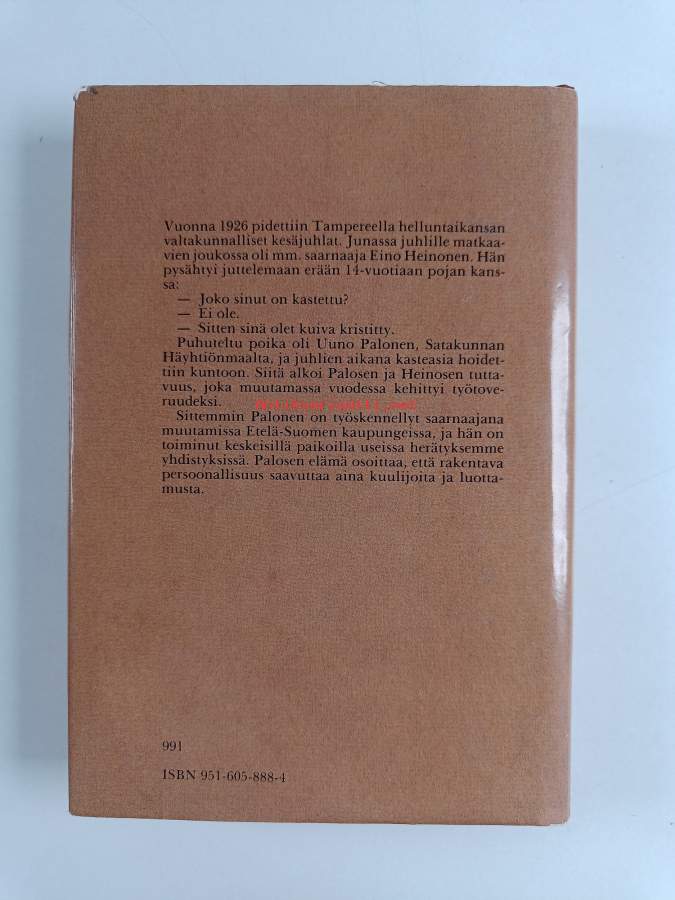 Vuonna 1926 pidettiin Tampereella helluntaikansan
valtakunnalliset kesäjuhlat. Junassa juhlille matkaa-
vien joukossa oli mm. saarnaaja Eino Heinonen. Hän
pysähtyi juttelemaan erään 14-vuotiaan pojan kans-
sa:
— Joko sinut on kastettu?
— Ei ole.
— Sitten sinä olet kuiva kristitty.
Puhuteltu poika oli Uuno Palonen, Satakunnan
Häyhtiönmaalta, ja juhlien aikana kasteasia hoidet-
tiin kuntoon. Siitä alkoi Palosen ja Heinosen tutta-
vuus, joka muutamassa vuodessa kehittyi työtove-
ruudeksi.
Sittemmin Palonen on työskennellyt saarnaajana
muutamissa Etelä-Suomen kaupungeissa, ja hän on
toiminut keskeisillä paikoilla useissa herätyksemme
yhdistyksissä. Palosen elämä osoittaa, että rakentava
persoonallisuus saavuttaa aina kuulijoita ja luotta-
musta.
991
ISBN 951-605-888-4